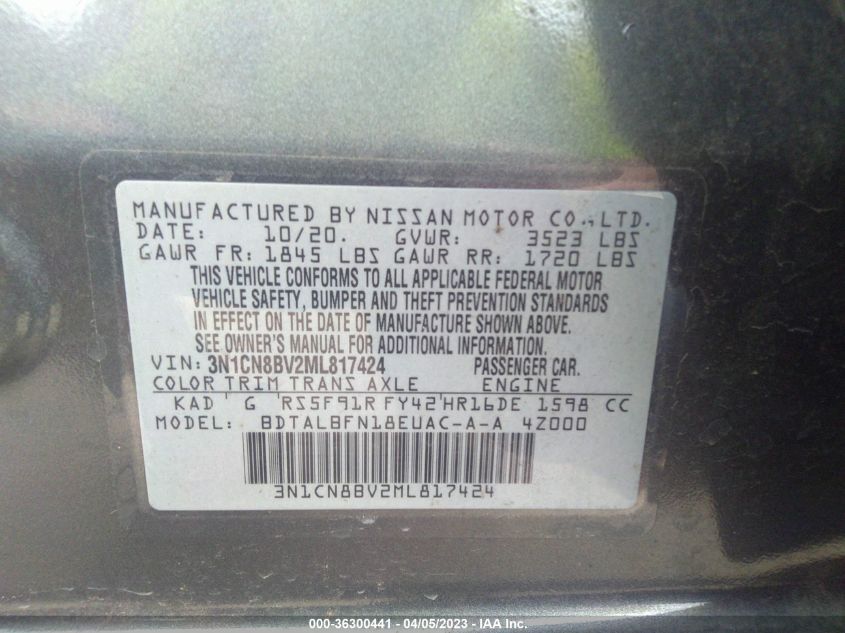 MANUFACTURED BY NISSAN MOTOR CO., LTD.
DATE: 10/20. GVWR: 3523 LBS
GAWR FR: 1845 LBS GAWR RR: 1720 LBS
THIS VEHICLE CONFORMS TO ALL APPLICABLE FEDERAL MOTOR
VEHICLE SAFETY, BUMPER AND THEFT PREVENTION STANDARDS
IN EFFECT ON THE DATE OF MANUFACTURE SHOWN ABOVE.
SEE OWNER'S MANUAL FOR ADDITIONAL INFORMATION.
VIN: 3N1CN8BV2ML817424 PASSENGER CAR.
COLOR TRIM TRANS AXLE ENGINE
KAD ' G 'RS5F91R FY42'HR16DE 1598 CC
MODEL: BDTALBFN18EUAC-A-A 4Z000
3N1CN8BV2ML817424
000-36300441 - 04/05/2023 - IAA Inc.